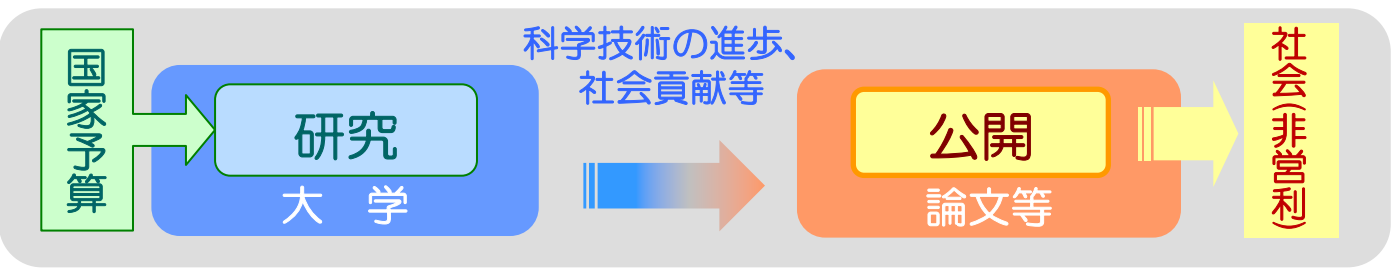 国家予算
研究
大　学
科学技術の進歩、
社会貢献等
公開
論文等
社会(非営利)